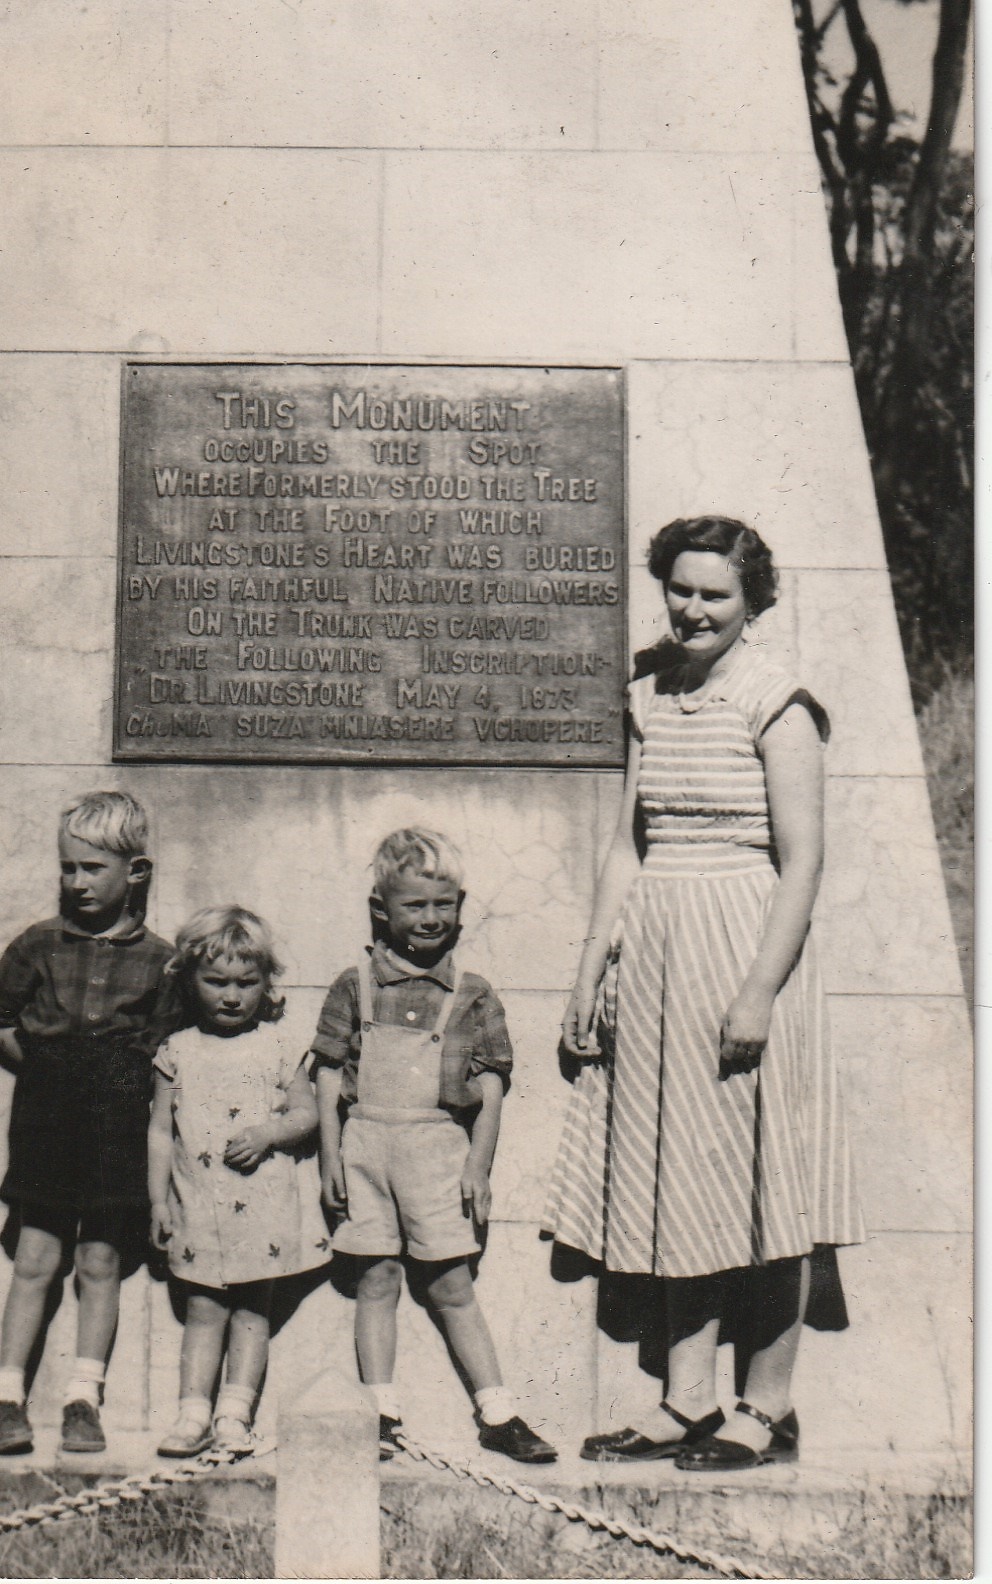 THIS MONUMENT
OCCUPIES THE SPOT
WHERE FORMERLY STOOD THE TREE
AT THE FOOT OF WHICH
LIVINGSTONE'S HEART WAS BURIED
BY HIS FAITHFUL NATIVE FOLLOWERS
ON THE TRUNK WAS CARVED
THE FOLLOWING INSCRIPTION:-
"DR. LIVINGSTONE MAY 4, 1873
ChuMA SUZA MNIASERE VCHOPERE."